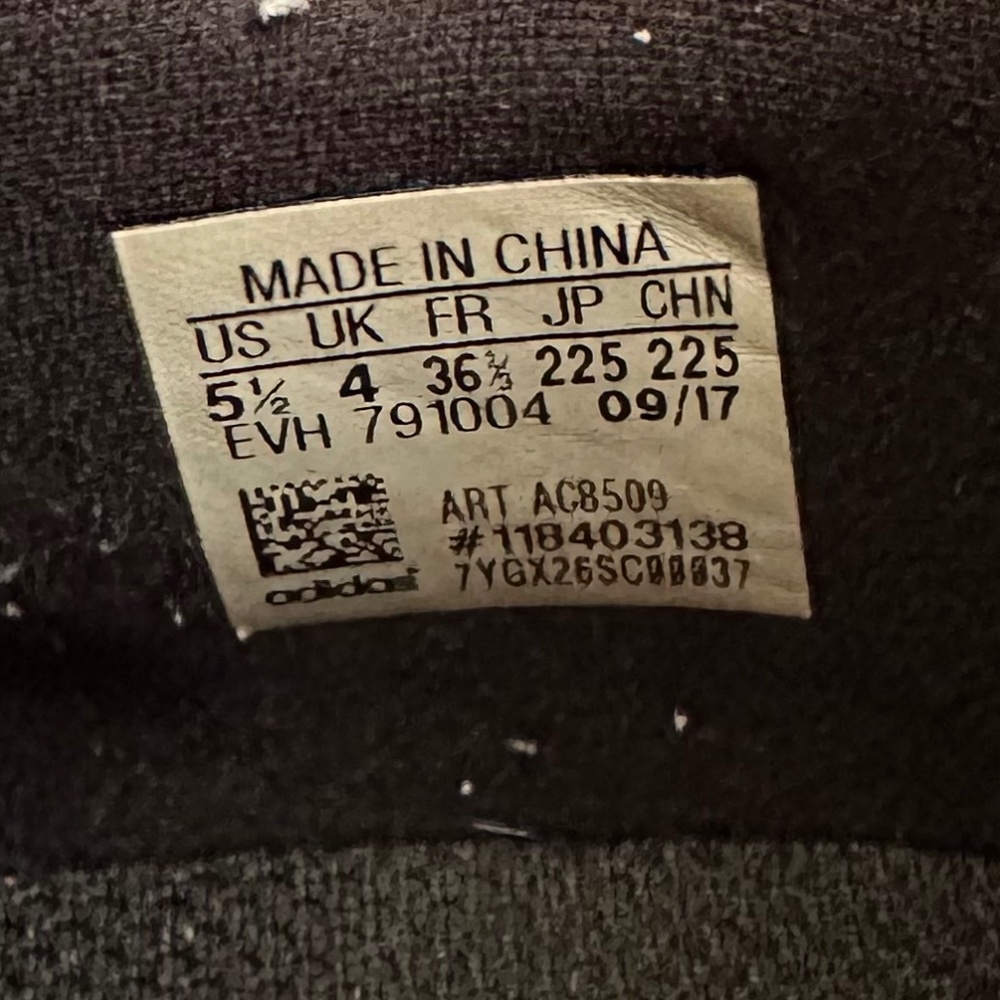 MADE IN CHINA
US UK FR JP CHN
5½ 4 36⅔ 225 225
EVH 791004 09/17
ART AC8509
#118403138
7YGX26SC00037
adidas